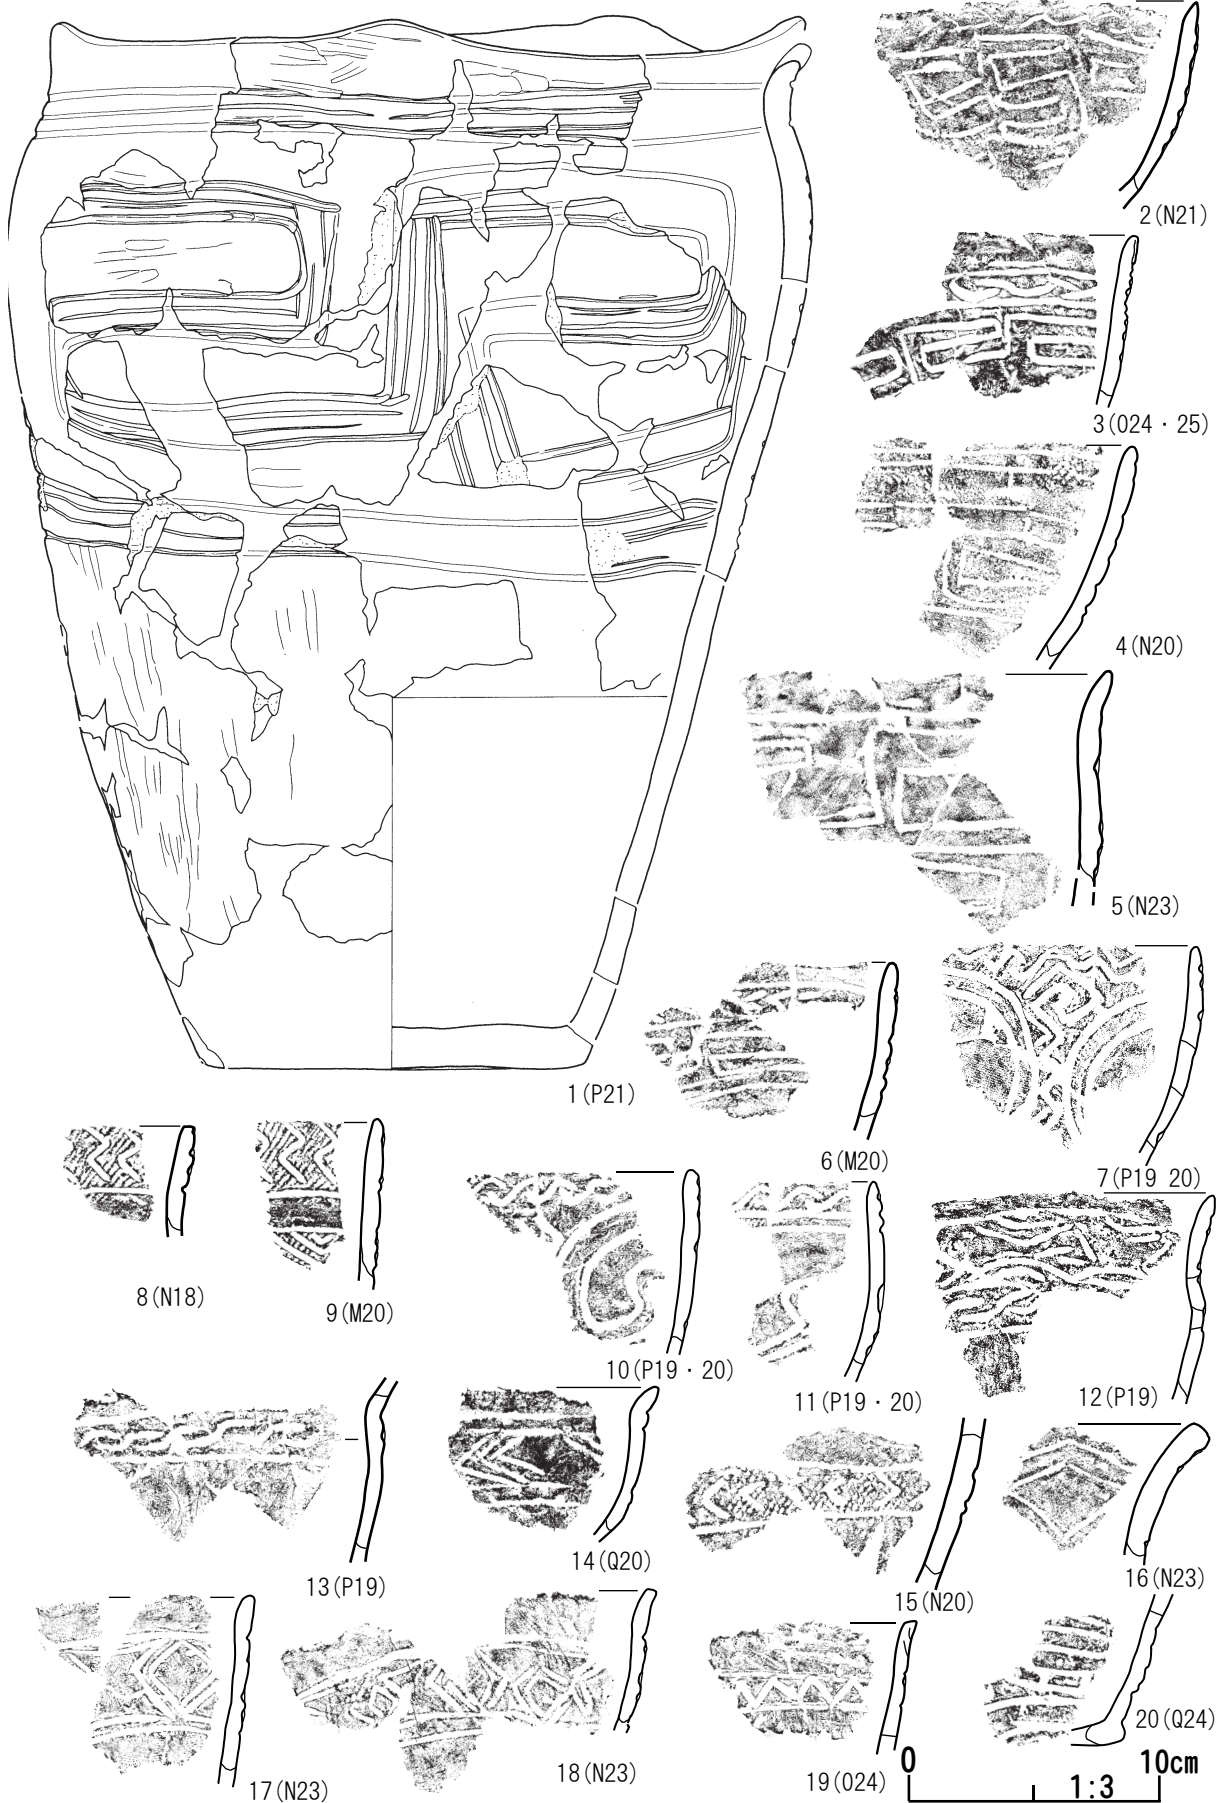 2(N21)
3(O24・25)
4(N20)
5(N23)
1(P21)
6(M20)
7(P19 20)
8(N18)
9(M20)
10(P19・20)
11(P19・20)
12(P19)
13(P19)
14(Q20)
15(N20)
16(N23)
17(N23)
18(N23)
19(O24)
20(Q24)
0 10cm
1:3